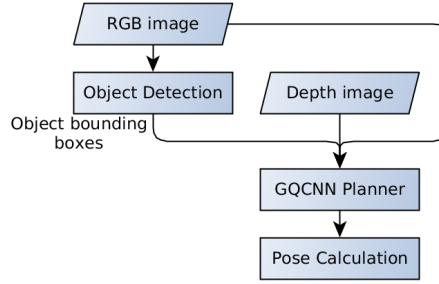 RGB image
Object Detection
Depth image
Object bounding
boxes
GQCNN Planner
Pose Calculation